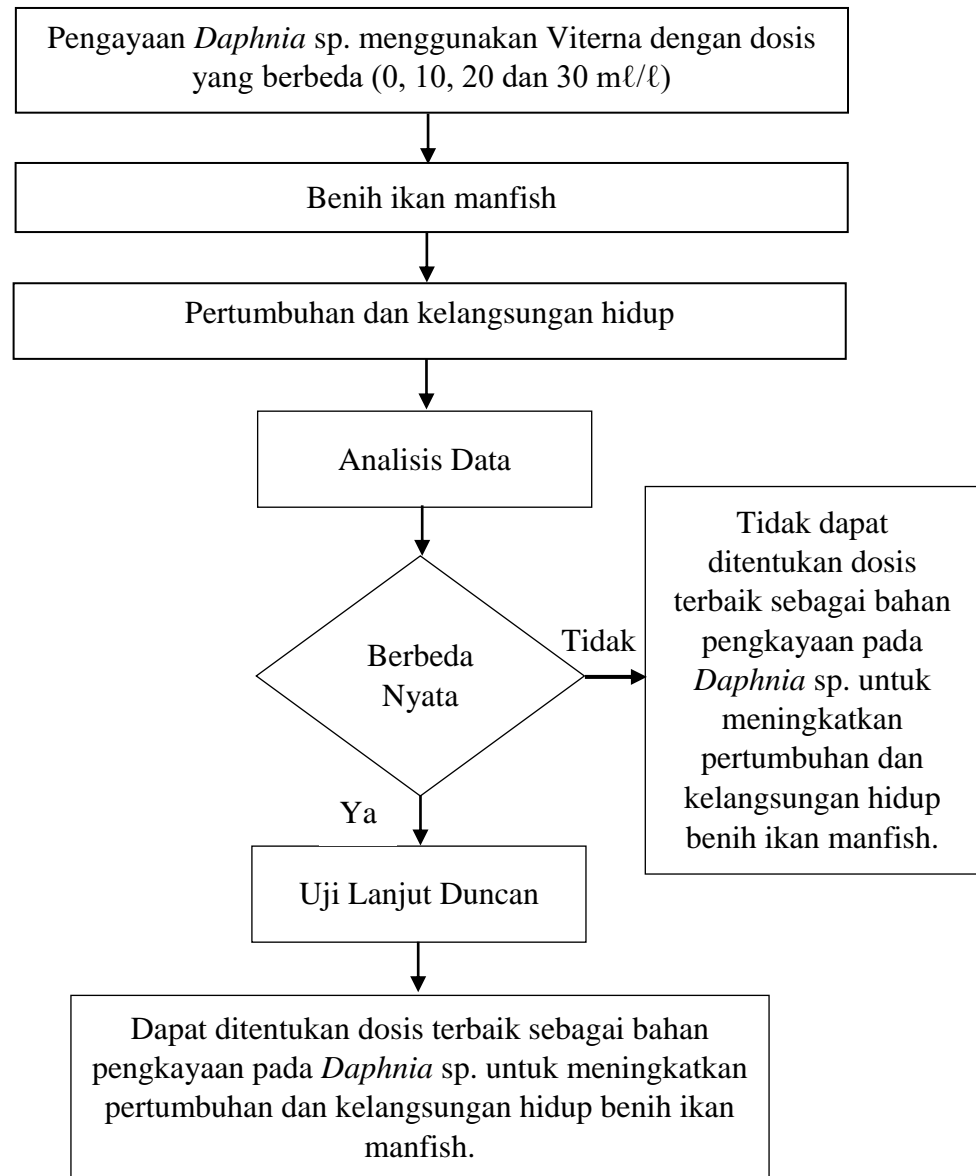 Pengayaan Daphnia sp. menggunakan Viterna dengan dosis
yang berbeda (0, 10, 20 dan 30 mℓ/ℓ)
Benih ikan manfish
Pertumbuhan dan kelangsungan hidup
Analisis Data
Berbeda
Nyata
Tidak
Tidak dapat
ditentukan dosis
terbaik sebagai bahan
pengkayaan pada
Daphnia sp. untuk
meningkatkan
pertumbuhan dan
kelangsungan hidup
benih ikan manfish.
Ya
Uji Lanjut Duncan
Dapat ditentukan dosis terbaik sebagai bahan
pengkayaan pada Daphnia sp. untuk meningkatkan
pertumbuhan dan kelangsungan hidup benih ikan
manfish.